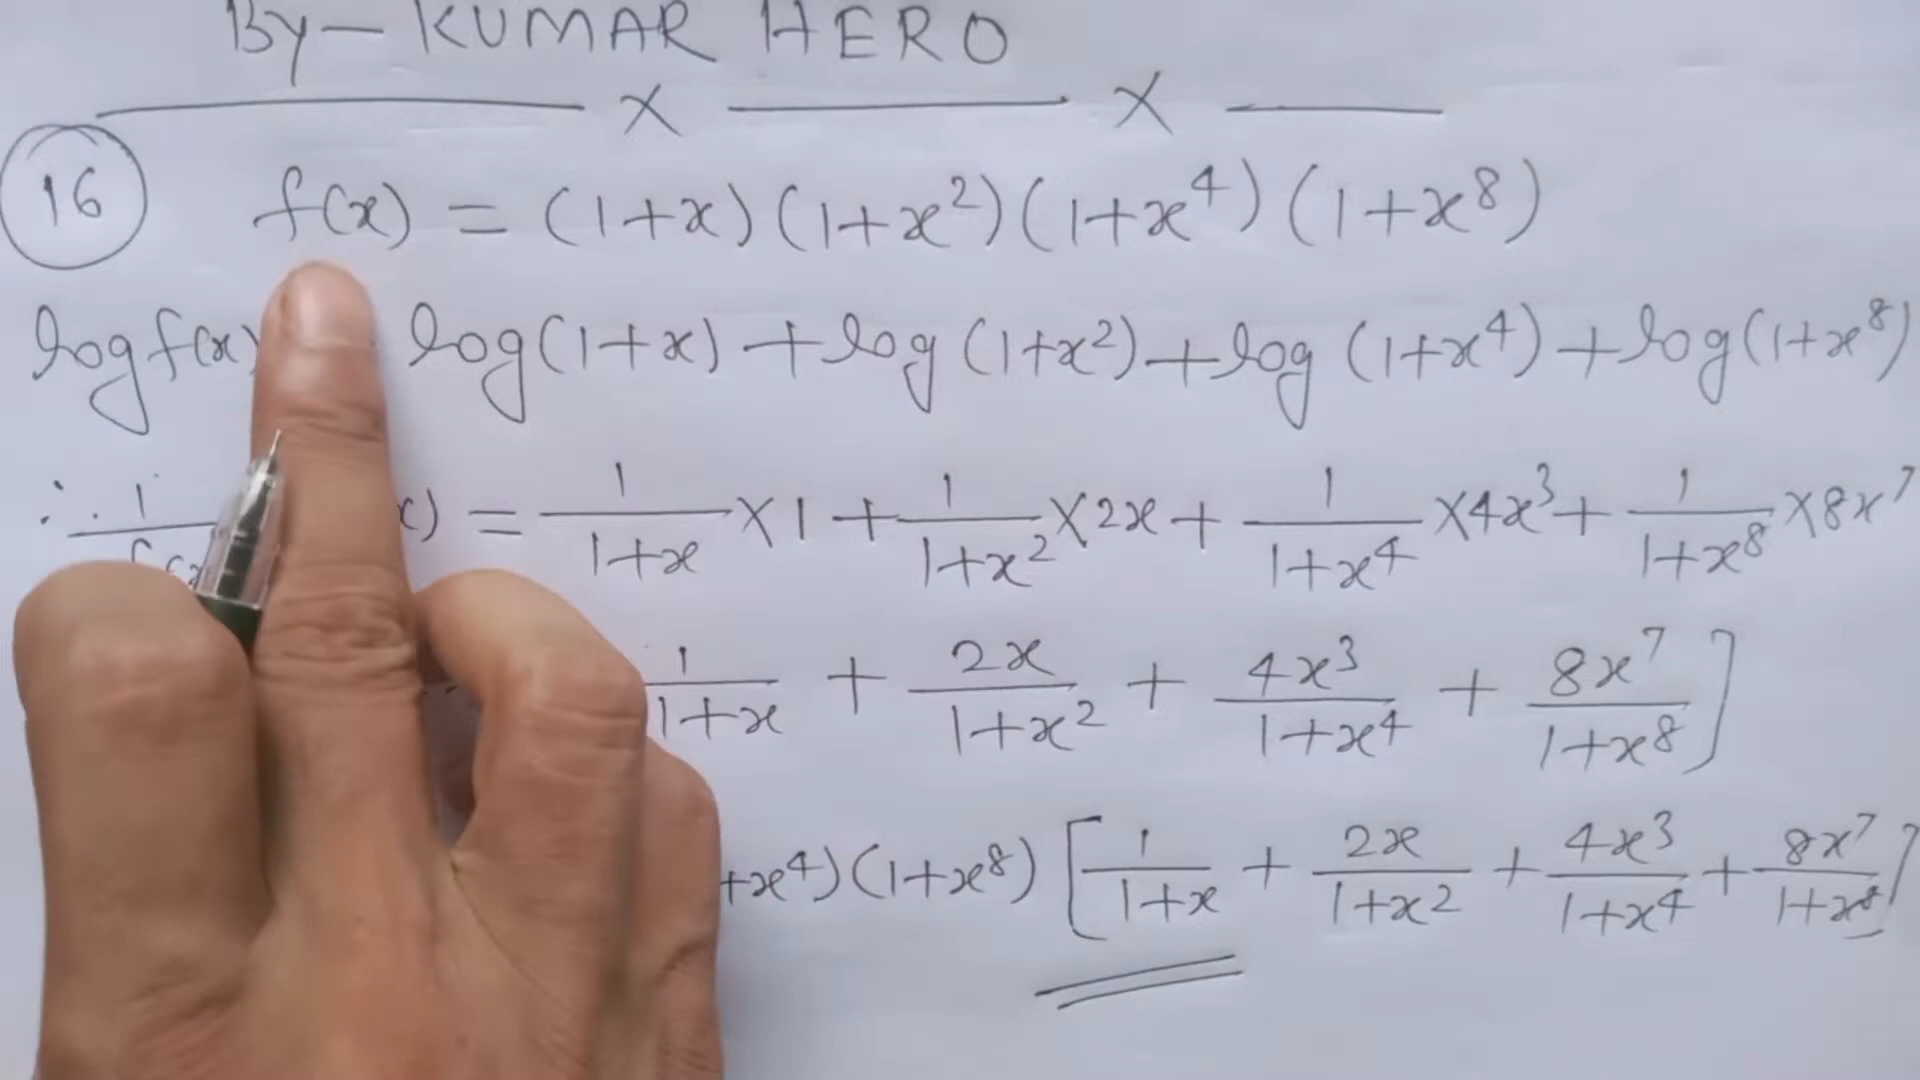 By - KUMAR HERO
x x
16 f(x) = (1+x)(1+x²)(1+x⁴)(1+x⁸)
log f(x) log(1+x) + log(1+x²) + log(1+x⁴) + log(1+x⁸)
∴ 1/f(x) x) = 1/(1+x) ×1 + 1/(1+x²) ×2x + 1/(1+x⁴) ×4x³ + 1/(1+x⁸) ×8x⁷
1/(1+x) + 2x/(1+x²) + 4x³/(1+x⁴) + 8x⁷/(1+x⁸)]
+x⁴)(1+x⁸) [1/(1+x) + 2x/(1+x²) + 4x³/(1+x⁴) + 8x⁷/(1+x⁸)]